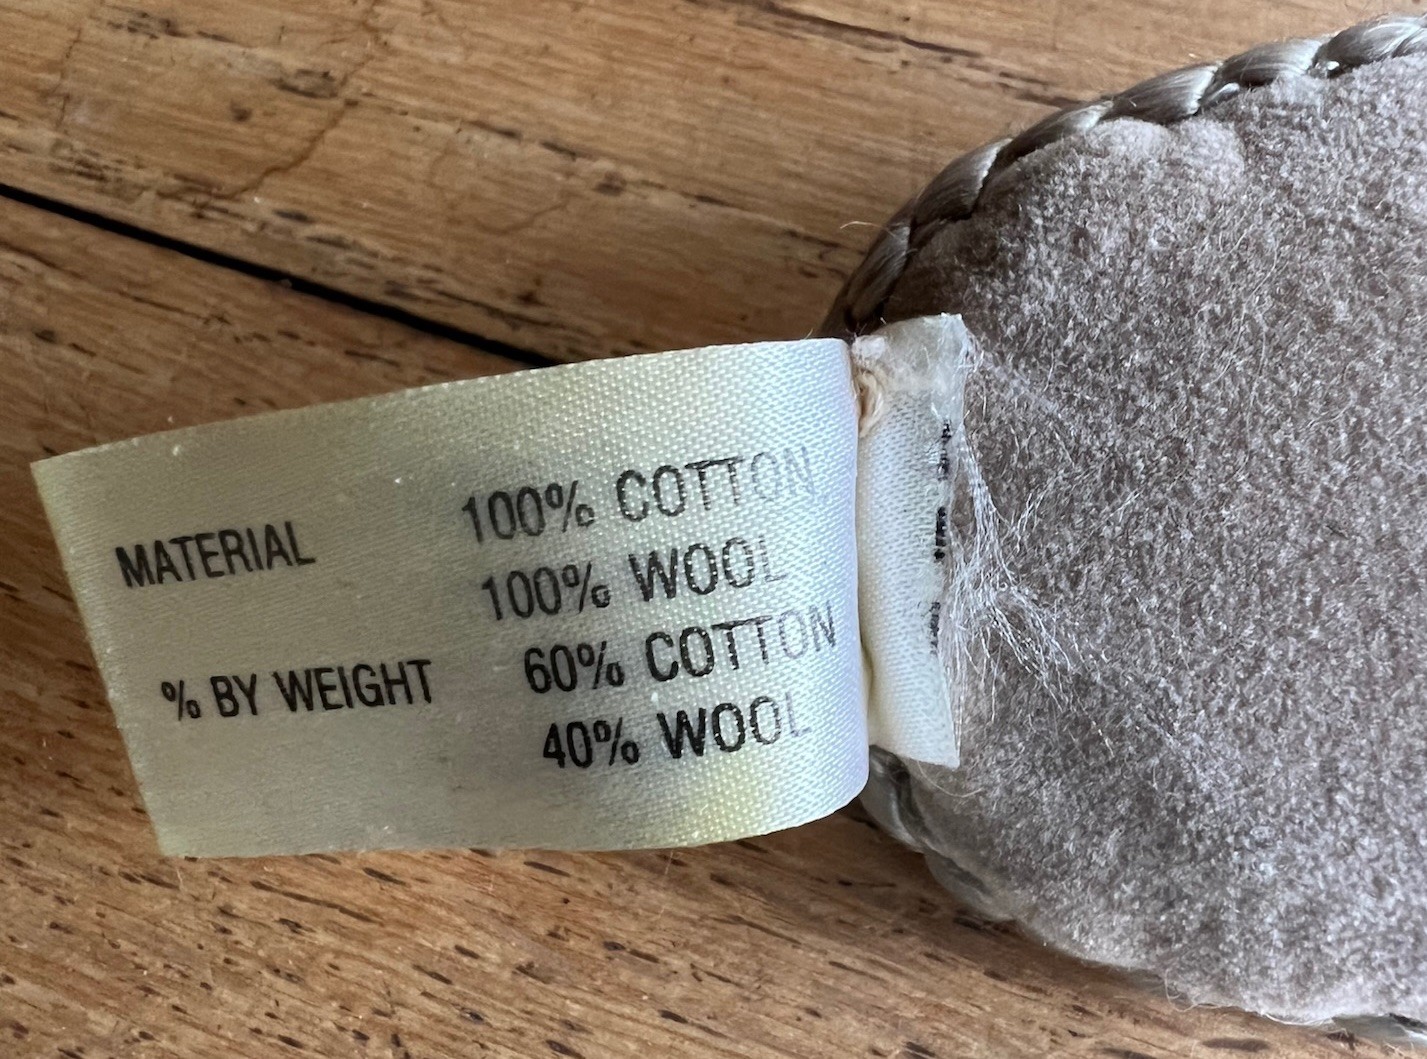 MATERIAL 100% COTTON
100% WOOL
% BY WEIGHT 60% COTTON
40% WOOL